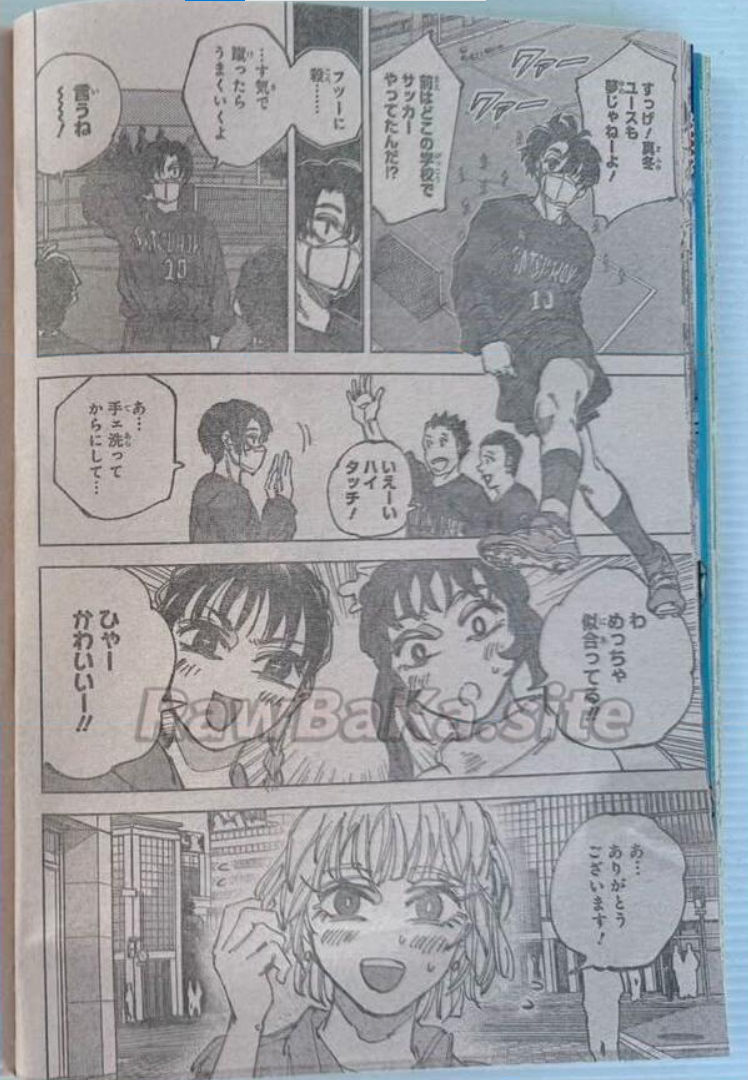 すっげ!真冬
ユースも
夢じゃねーよ!
ワァー
ワァー
前はどこの学校で
サッカー
やってたんだ!?
フツーに
殺……
…す気で
蹴ったら
うまくいくよ
言うね
〜〜〜!
10
10
いえーい
ハイ
タッチ!
あ…
手ェ洗って
からにして…
わ
めっちゃ
似合ってる!!
ひゃー
かわいいー!!
RawBaKa.site
あ…
ありがとう
ございます!